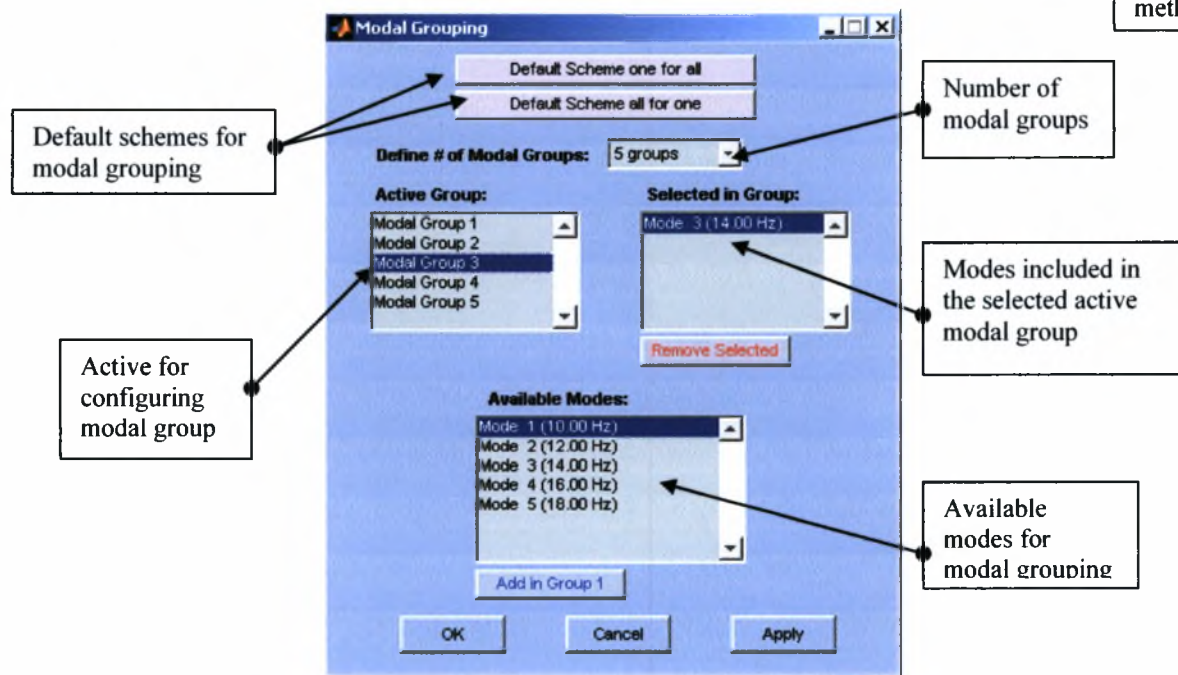 meth
Modal Grouping
Default Scheme one for all
Default Scheme all for one
Default schemes for
modal grouping
Number of
modal groups
Define # of Modal Groups:
5 groups
Active Group:
Selected in Group:
Modal Group 1
Modal Group 2
Modal Group 3
Modal Group 4
Modal Group 5
Mode 3 (14.00 Hz)
Remove Selected
Modes included in
the selected active
modal group
Active for
configuring
modal group
Available Modes:
Mode 1 (10.00 Hz)
Mode 2 (12.00 Hz)
Mode 3 (14.00 Hz)
Mode 4 (16.00 Hz)
Mode 5 (18.00 Hz)
Available
modes for
modal grouping
Add in Group 1
OK
Cancel
Apply